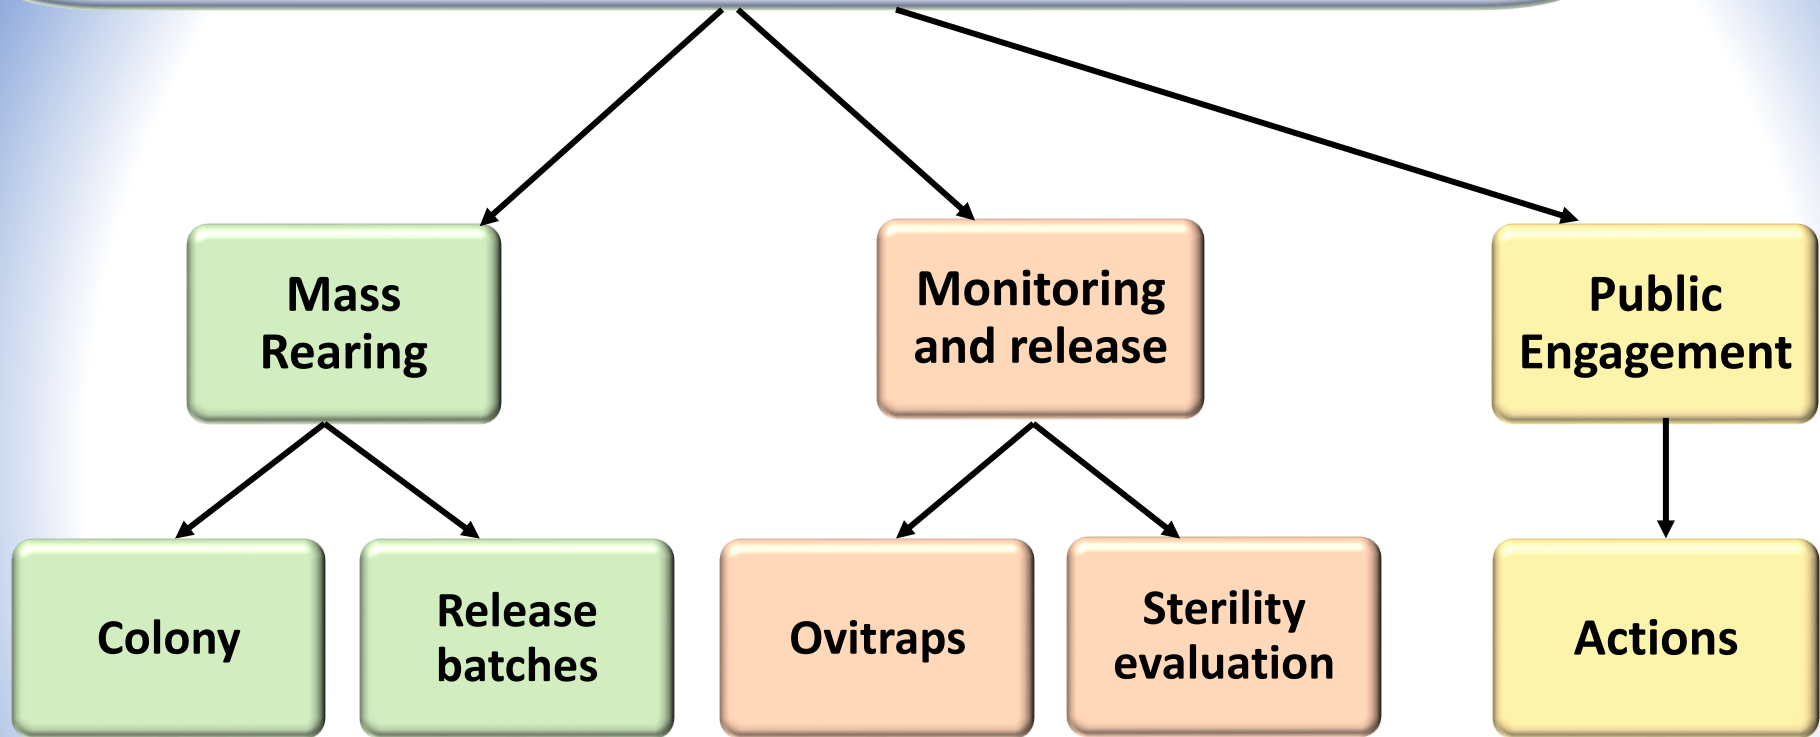 Mass
Rearing
Monitoring
and release
Public
Engagement
Colony
Release
batches
Ovitraps
Sterility
evaluation
Actions